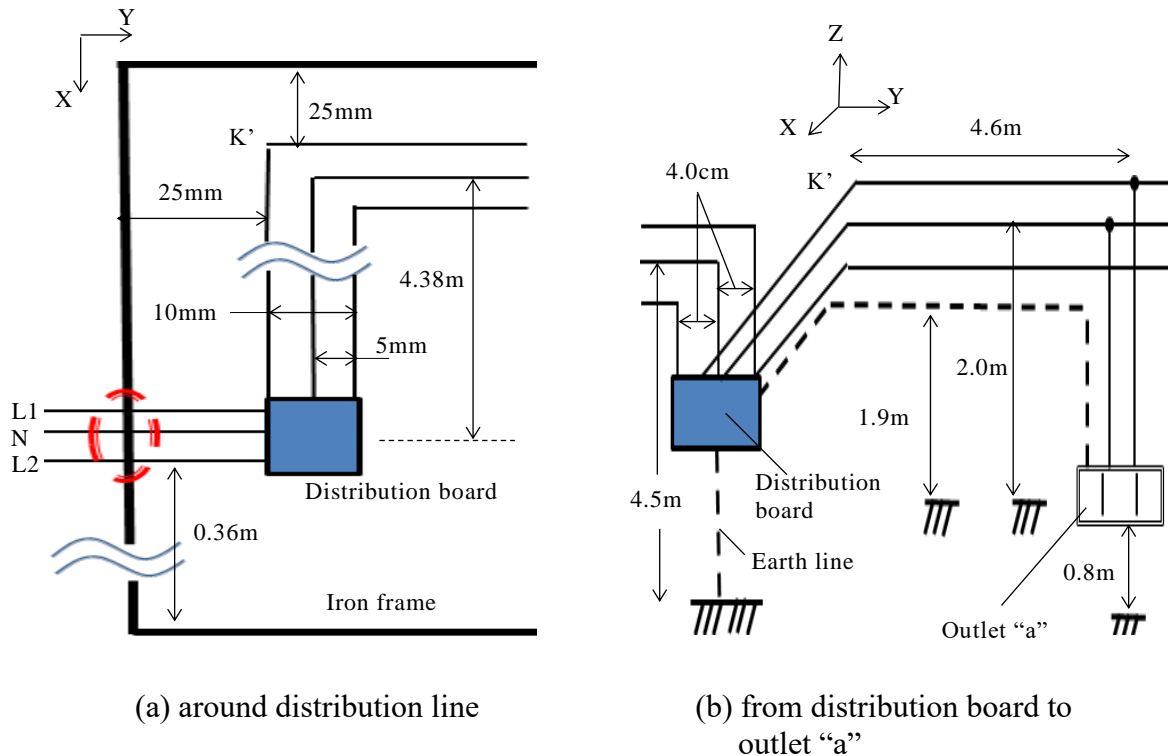 Y
X
25mm
K’
25mm
4.38m
10mm
5mm
L1
N
L2
Distribution board
0.36m
Iron frame
(a) around distribution line
Z
Y
X
4.6m
4.0cm
K’
2.0m
1.9m
4.5m
Distribution
board
Earth line
0.8m
Outlet “a”
(b) from distribution board to
outlet “a”